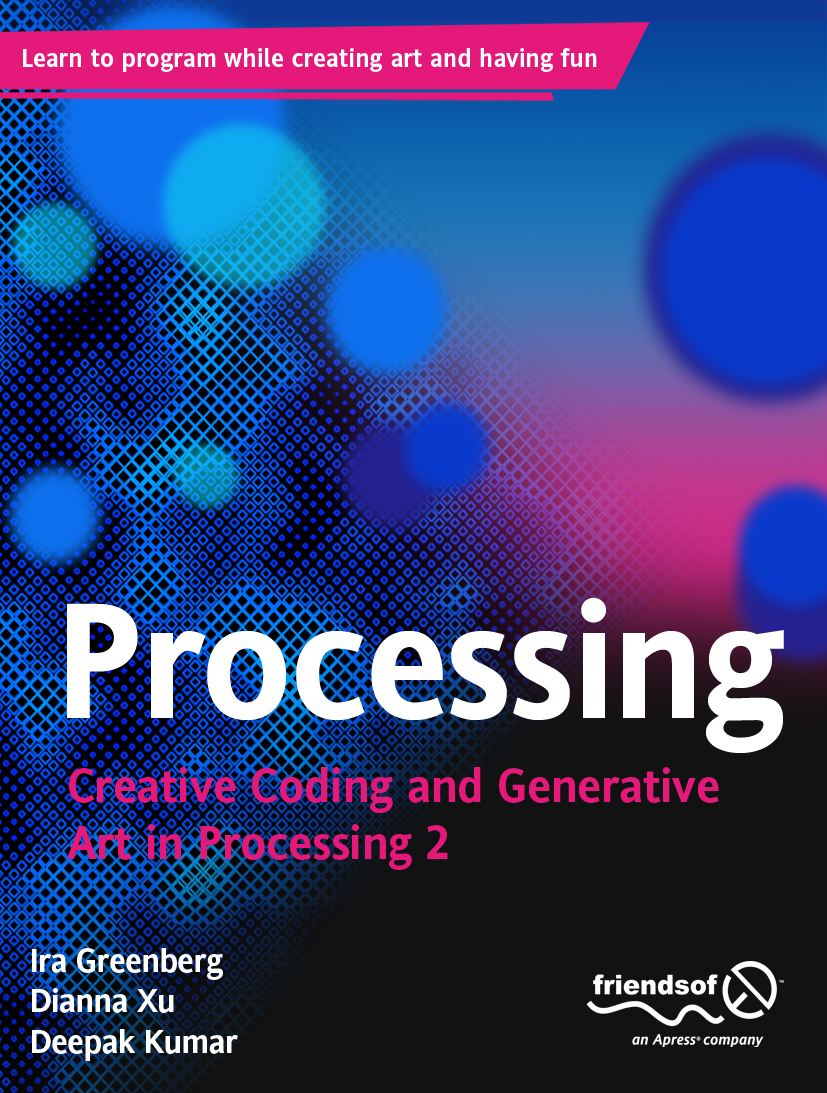 Learn to program while creating art and having fun
Processing
Creative Coding and Generative
Art in Processing 2
Ira Greenberg
Dianna Xu
Deepak Kumar
friendsof™
an Apress® company